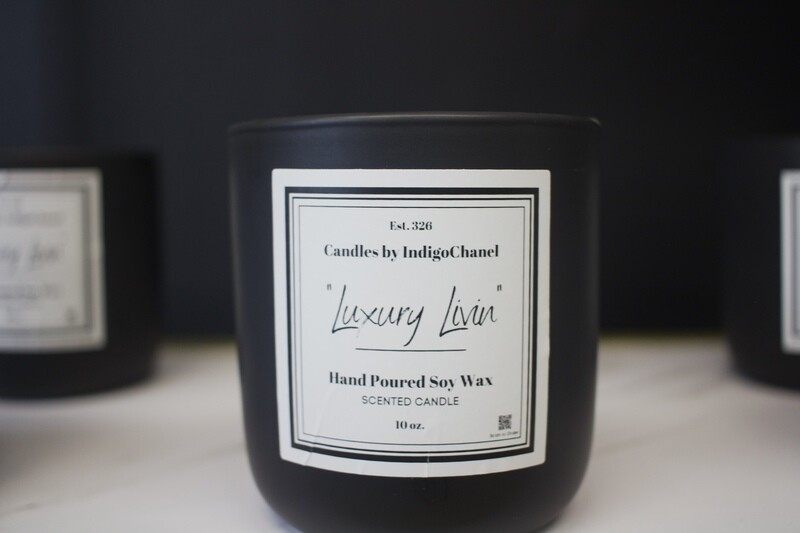 Est. 326
Candles by IndigoChanel
"Luxury Livin"
Hand Poured Soy Wax
SCENTED CANDLE
10 oz.